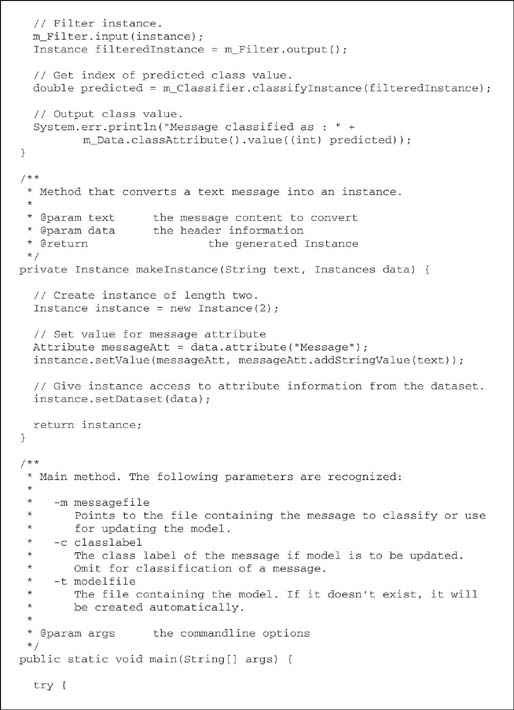 // Filter instance.
m_Filter.input(instance);
Instance filteredInstance = m_Filter.output();
// Get index of predicted class value.
double predicted = m_Classifier.classifyInstance(filteredInstance);
// Output class value.
System.err.println("Message classified as : " +
m_Data.classAttribute().value((int) predicted));
}
/**
* Method that converts a text message into an instance.
*
* @param text the message content to convert
* @param data the header information
* @return the generated Instance
*/
private Instance makeInstance(String text, Instances data) {
// Create instance of length two.
Instance instance = new Instance(2);
// Set value for message attribute
Attribute messageAtt = data.attribute("Message");
instance.setValue(messageAtt, messageAtt.addStringValue(text));
// Give instance access to attribute information from the dataset.
instance.setDataset(data);
return instance;
}
/**
* Main method. The following parameters are recognized:
*
* -m messagefile
* Points to the file containing the message to classify or use
* for updating the model.
* -c classlabel
* The class label of the message if model is to be updated.
* Omit for classification of a message.
* -t modelfile
* The file containing the model. If it doesn't exist, it will
* be created automatically.
*
* @param args the commandline options
*/
public static void main(String[] args) {
try {